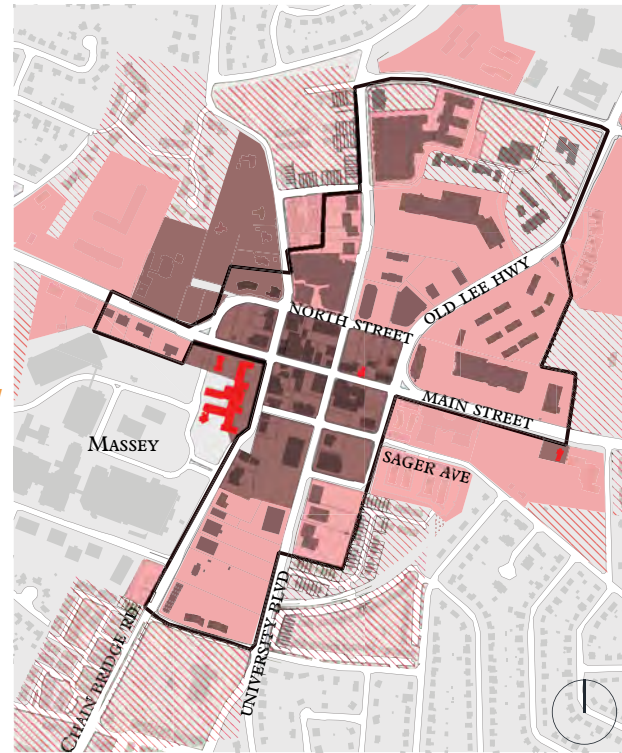 NORTH STREET
OLD LEE HWY
MAIN STREET
MASSEY
SAGER AVE
UNIVERSITY BLVD
CHAIN BRIDGE RD